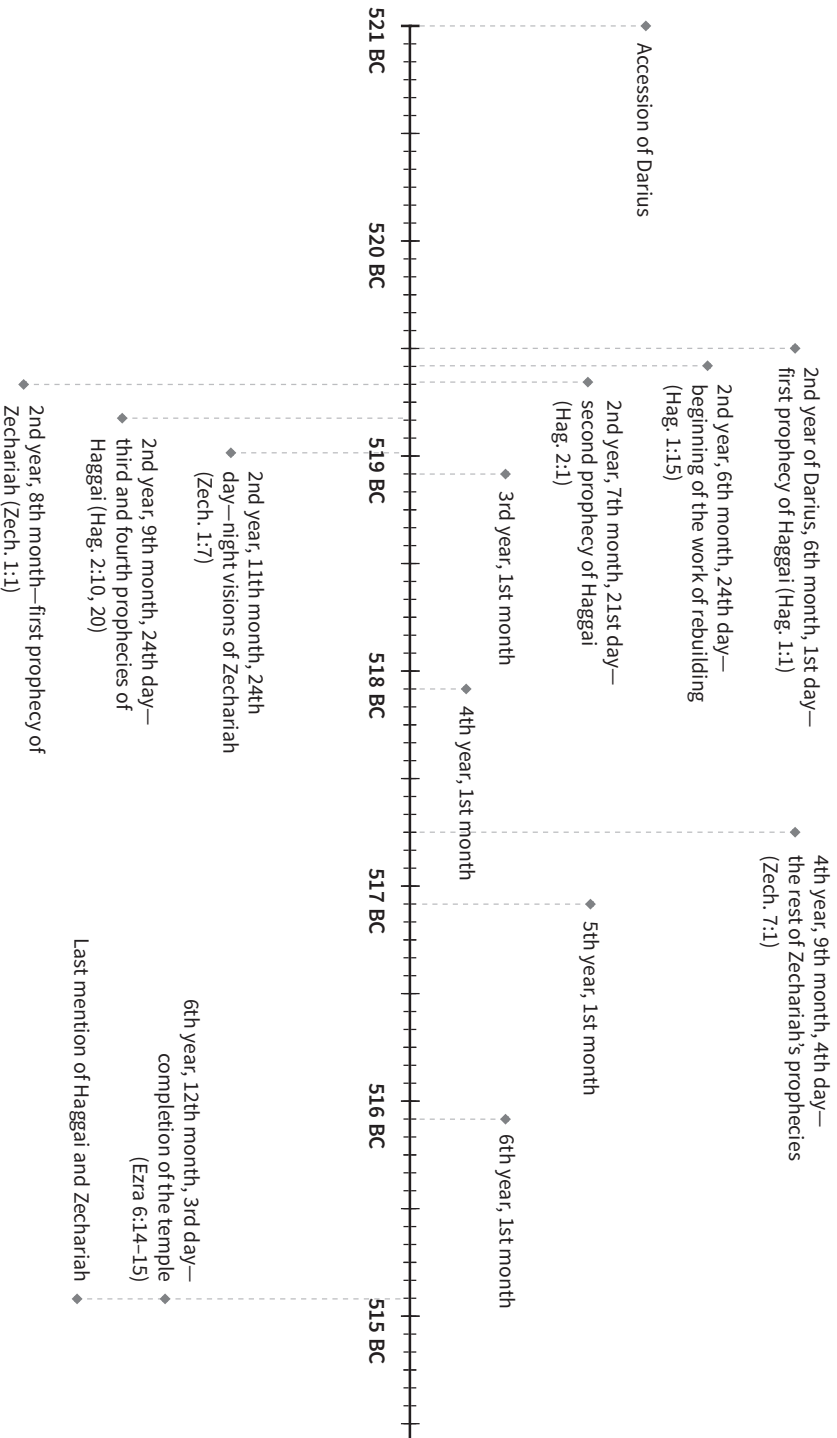 2nd year of Darius, 6th month, 1st day—
first prophecy of Haggai (Hag. 1:1)
4th year, 9th month, 4th day—
the rest of Zechariah’s prophecies
(Zech. 7:1)
2nd year, 6th month, 24th day—
beginning of the work of rebuilding
(Hag. 1:15)
Accession of Darius
2nd year, 7th month, 21st day—
second prophecy of Haggai
(Hag. 2:1)
5th year, 1st month
3rd year, 1st month
6th year, 1st month
4th year, 1st month
521 BC
520 BC
519 BC
518 BC
517 BC
516 BC
515 BC
2nd year, 11th month, 24th
day—night visions of Zechariah
(Zech. 1:7)
6th year, 12th month, 3rd day—
completion of the temple
(Ezra 6:14–15)
2nd year, 9th month, 24th day—
third and fourth prophecies of
Haggai (Hag. 2:10, 20)
Last mention of Haggai and Zechariah
2nd year, 8th month—first prophecy of
Zechariah (Zech. 1:1)